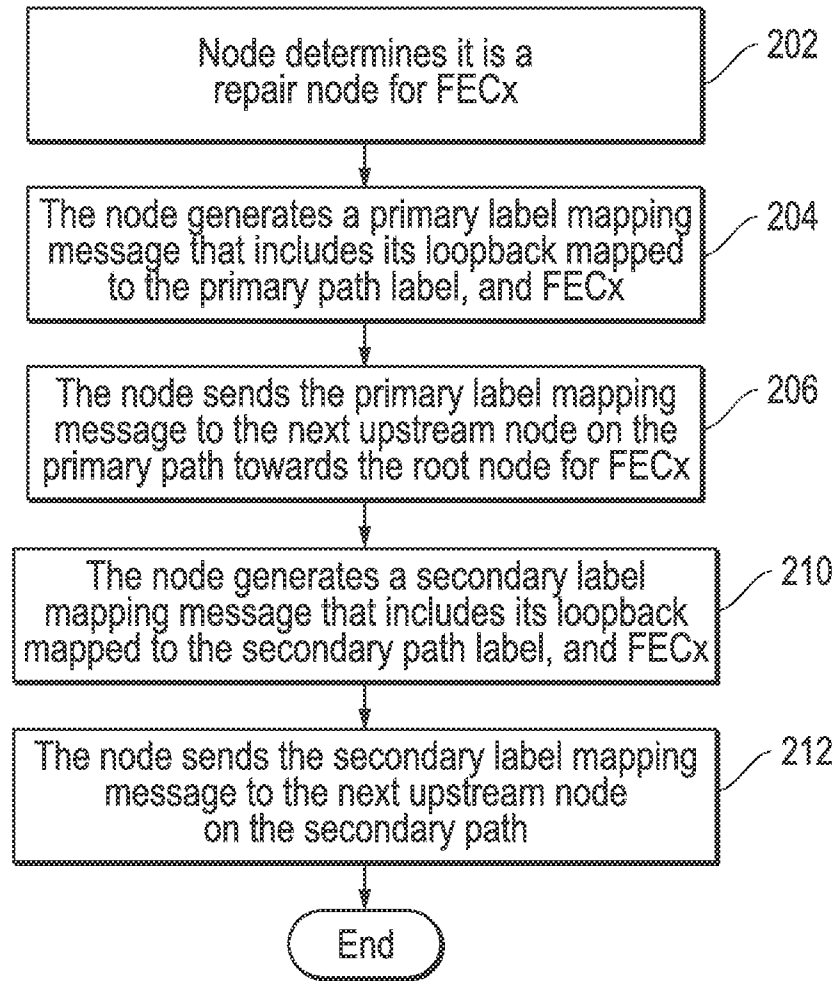 Node determines it is a
repair node for FECx
202
The node generates a primary label mapping
message that includes its loopback mapped
to the primary path label, and FECx
204
The node sends the primary label mapping
message to the next upstream node on the
primary path towards the root node for FECx
206
The node generates a secondary label
mapping message that includes its loopback
mapped to the secondary path label, and FECx
210
The node sends the secondary label mapping
message to the next upstream node
on the secondary path
212
End